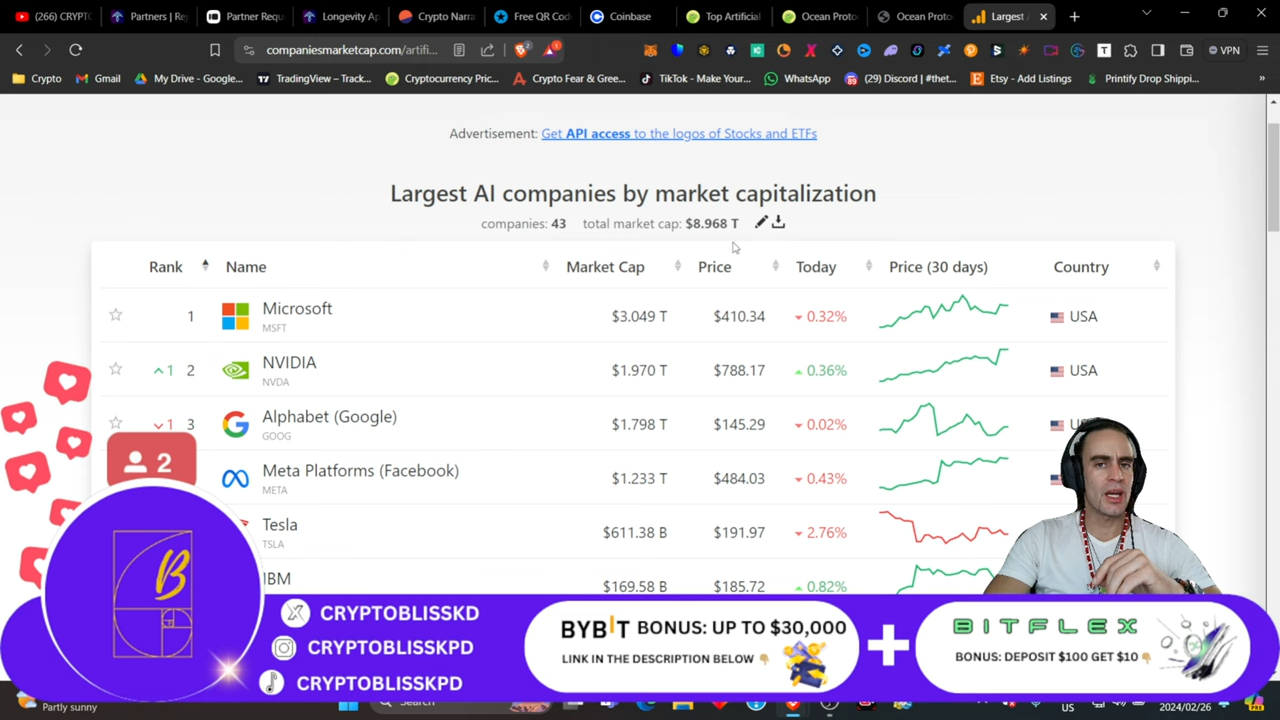 (266) CRYPTO
Partners | Re
Partner Requ
Longevity Ap
Crypto Narra
Free QR Cod
Coinbase
Top Artificial
Ocean Proto
Ocean Proto
Largest
companiesmarketcap.com/artifi...
VPN
Crypto
Gmail
My Drive - Google...
TradingView – Track...
Cryptocurrency Pric...
Crypto Fear & Gree...
TikTok - Make Your...
WhatsApp
(29) Discord | #thet...
Etsy - Add Listings
Printify Drop Shippi...
Advertisement: Get API access to the logos of Stocks and ETFs
Largest AI companies by market capitalization
companies: 43 total market cap: $8.968 T
Rank Name Market Cap Price Today Price (30 days) Country
1 Microsoft $3.049 T $410.34 0.32% USA
MSFT
1 2 NVIDIA $1.970 T $788.17 0.36% USA
NVDA
1 3 Alphabet (Google) $1.798 T $145.29 0.02%
GOOG
Meta Platforms (Facebook) $1.233 T $484.03 0.43%
META
Tesla $611.38 B $191.97 2.76%
TSLA
IBM $169.58 B $185.72 0.82%
2
B
CRYPTOBLISSKD
CRYPTOBLISSKPD
CRYPTOBLISSKPD
BYBIT BONUS: UP TO $30,000
LINK IN THE DESCRIPTION BELOW
BITFLEX
BONUS: DEPOSIT $100 GET $10
Partly sunny
Search
US
2024/02/26